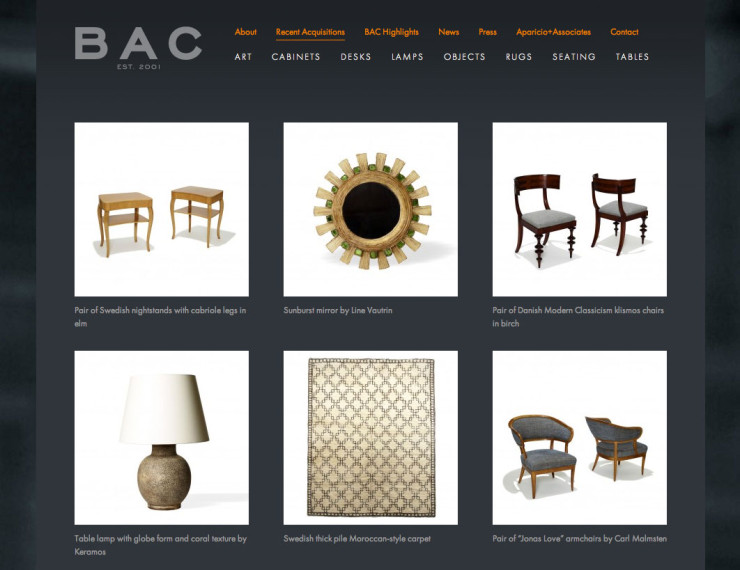 BAC
EST. 2001
About Recent Acquisitions BAC Highlights News Press Aparicio+Associates Contact
ART CABINETS DESKS LAMPS OBJECTS RUGS SEATING TABLES
Pair of Swedish nightstands with cabriole legs in
elm
Sunburst mirror by Line Vautrin
Pair of Danish Modern Classicism klismos chairs
in birch
Table lamp with globe form and coral texture by
Keramos
Swedish thick pile Moroccan-style carpet
Pair of "Jonas Love" armchairs by Carl Malmsten